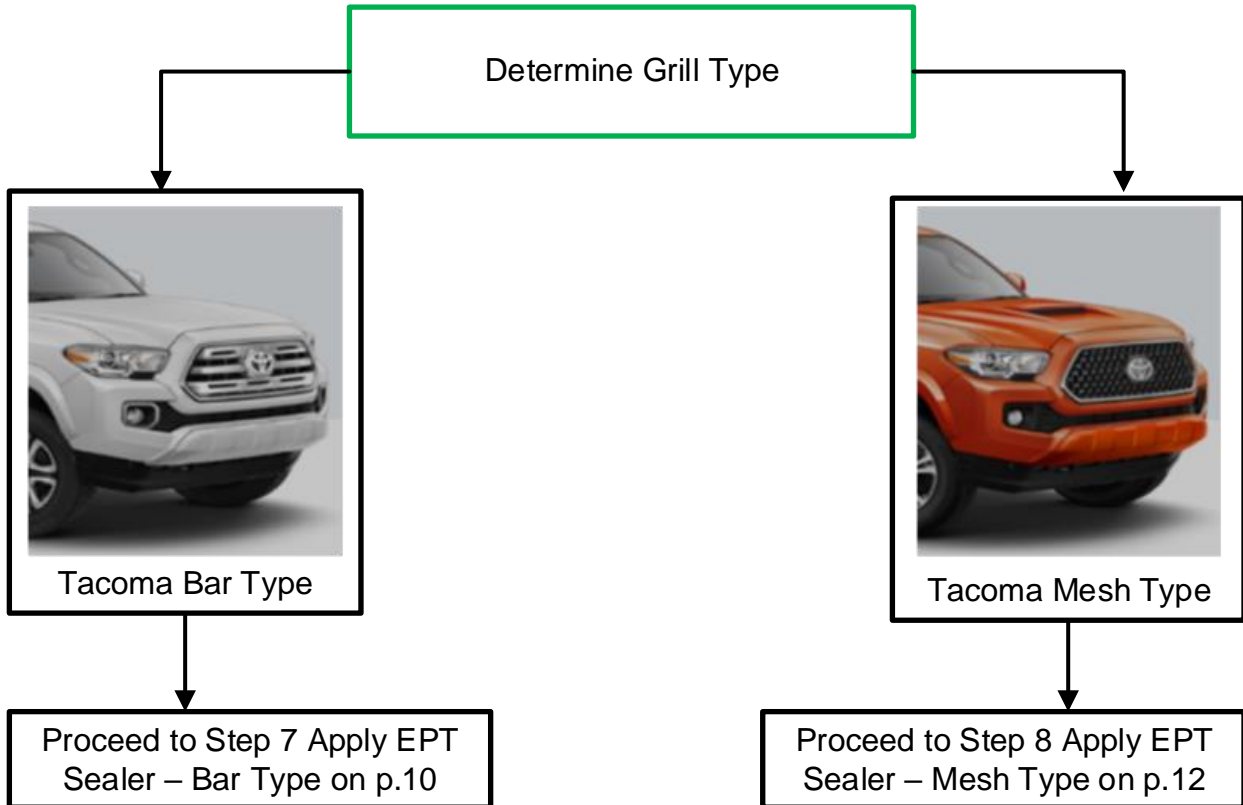 Determine Grill Type
Tacoma Bar Type
Tacoma Mesh Type
Proceed to Step 7 Apply EPT
Sealer – Bar Type on p.10
Proceed to Step 8 Apply EPT
Sealer – Mesh Type on p.12